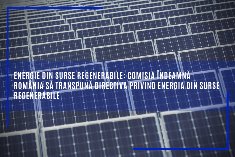 ENERGIE DIN SURSE REGENERABILE: COMISIA ÎNDEAMNĂ
ROMÂNIA SĂ TRANSPUNĂ DIRECTIVA PRIVIND ENERGIA DIN SURSE
REGENERABILE